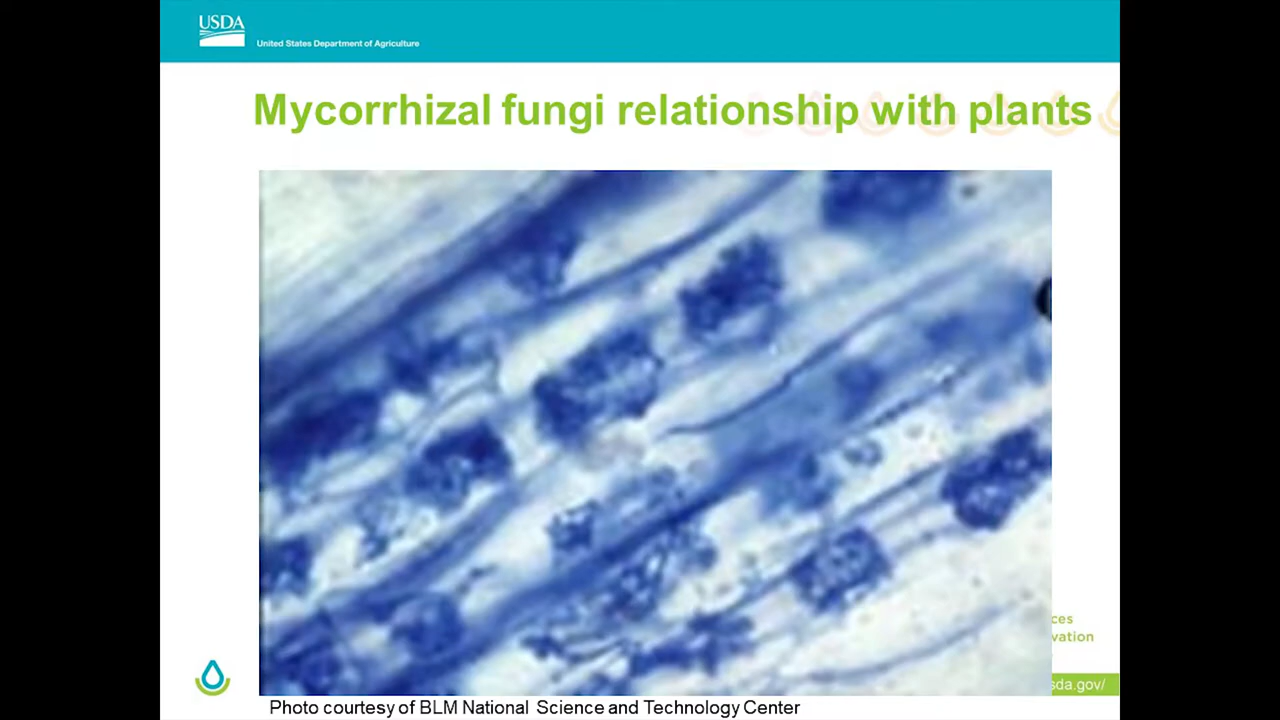 USDA
United States Department of Agriculture
Mycorrhizal fungi relationship with plants
ces
vation
sda.gov/
Photo courtesy of BLM National Science and Technology Center